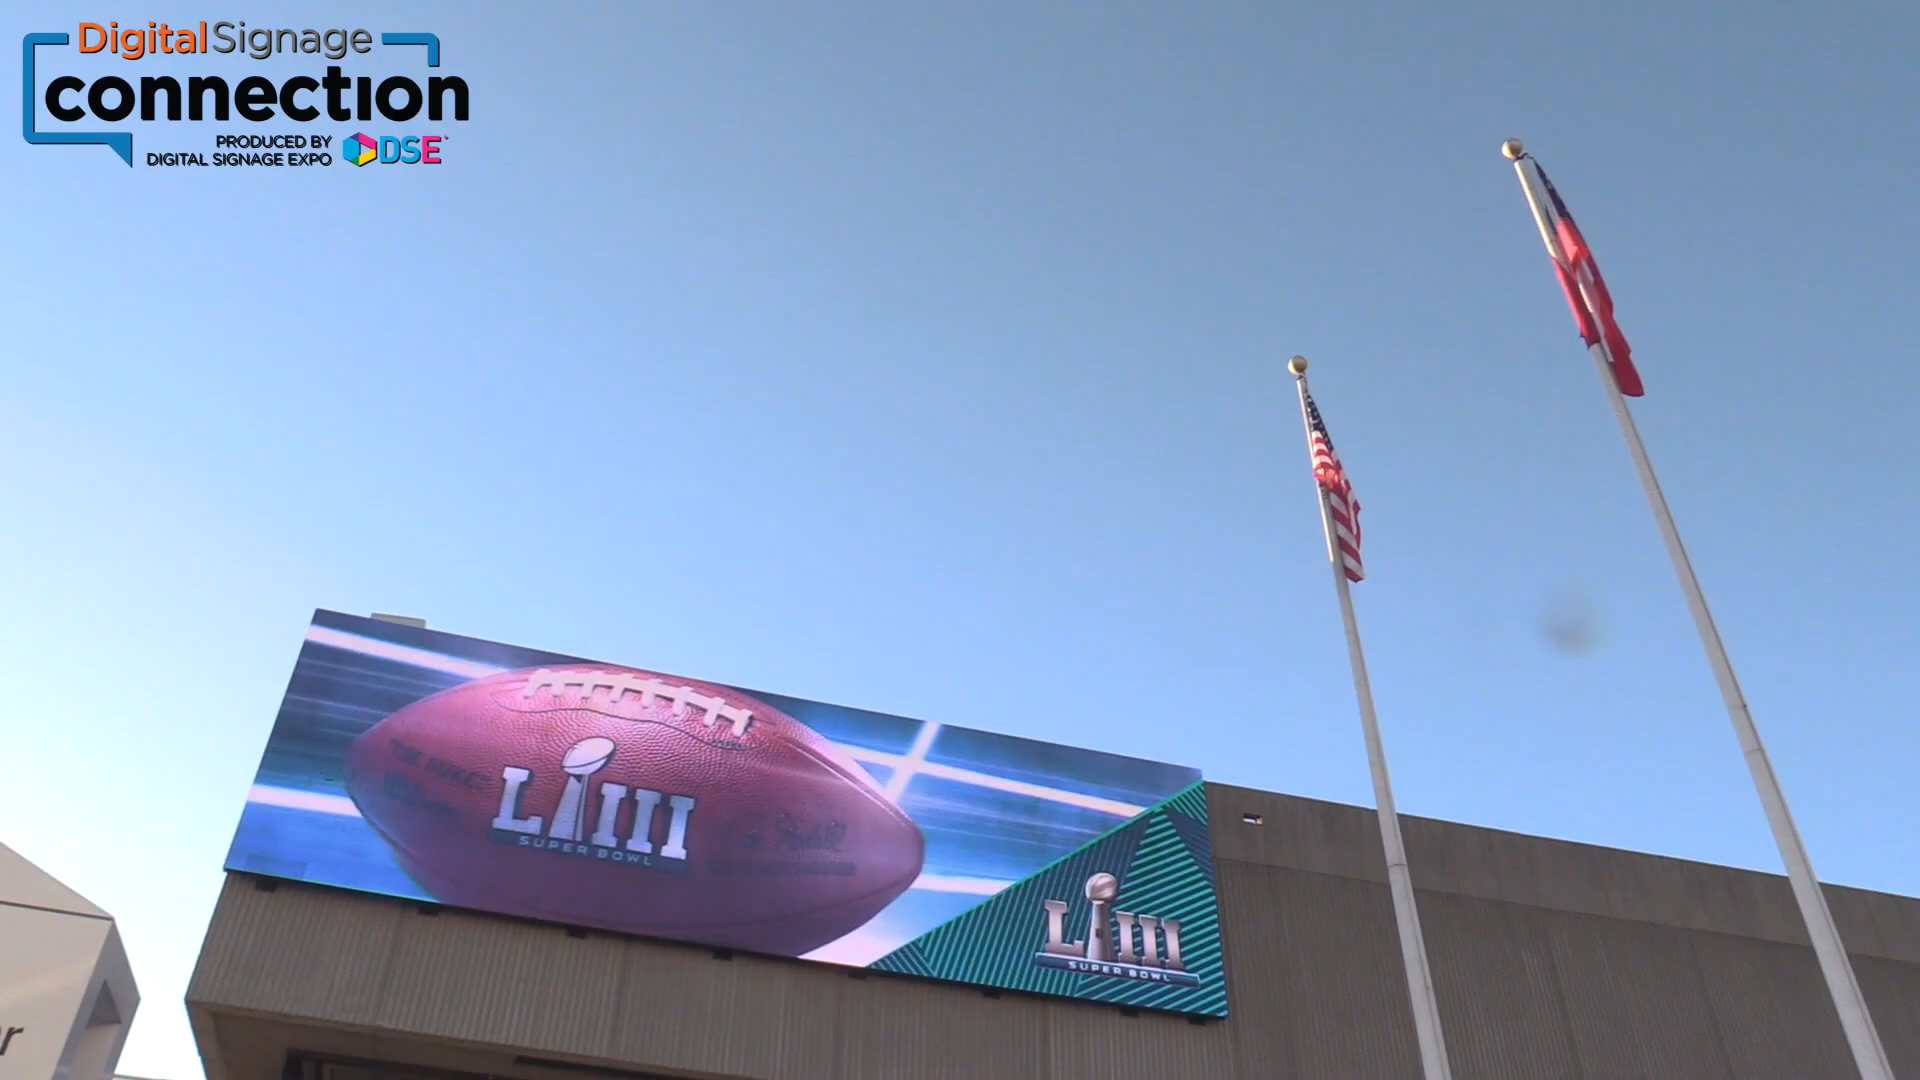 DigitalSignage
connection
PRODUCED BY
DIGITAL SIGNAGE EXPO
DSE
LIII
SUPER BOWL
LIII
SUPER BOWL